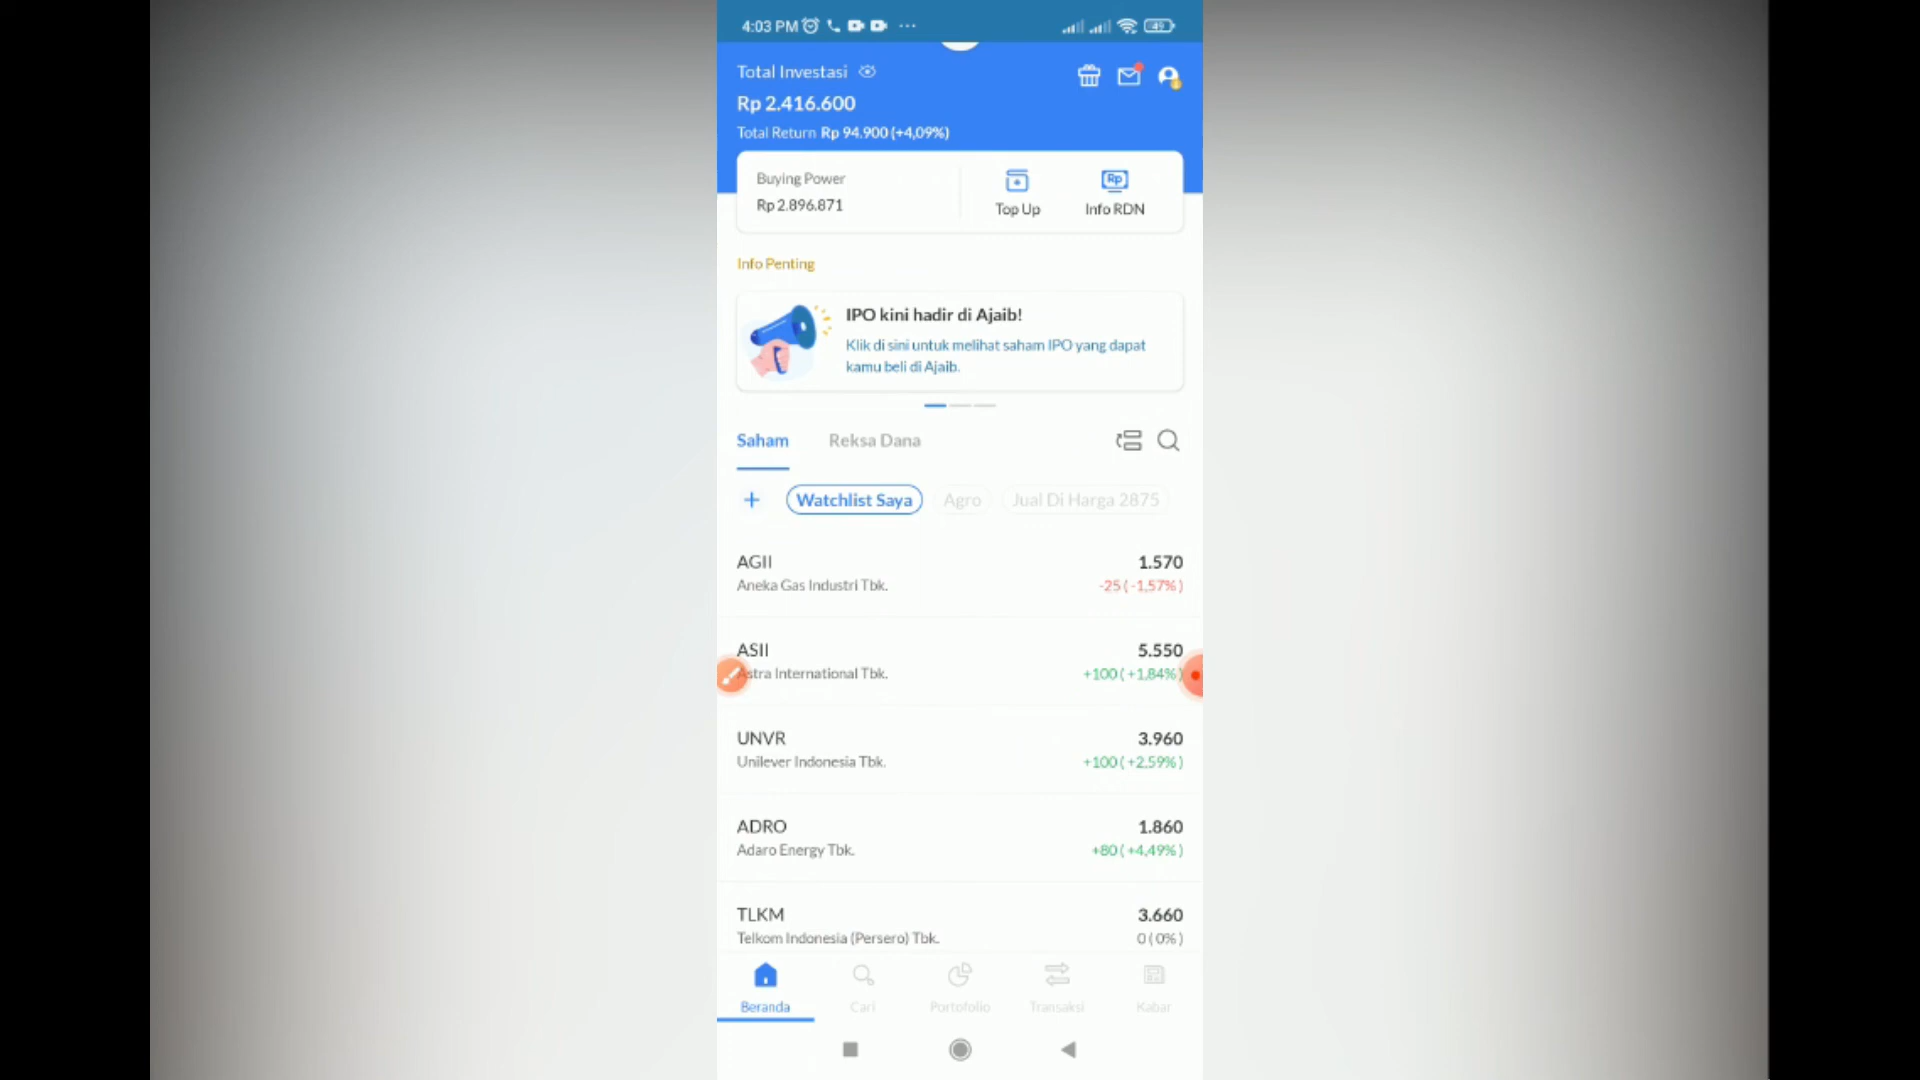 4:03 PM
49
Total Investasi
Rp 2.416.600
Total Return Rp 94.900 (+4,09%)
Buying Power
Rp 2.896.871
Top Up
Rp
Info RDN
Info Penting
IPO kini hadir di Ajaib!
Klik di sini untuk melihat saham IPO yang dapat
kamu beli di Ajaib.
Saham
Reksa Dana
+
Watchlist Saya
Agro
Jual Di Harga 2875
AGII
1.570
Aneka Gas Industri Tbk.
-25 ( -1,57% )
ASII
5.550
Astra International Tbk.
+100 ( +1,84% )
UNVR
3.960
Unilever Indonesia Tbk.
+100 ( +2,59% )
ADRO
1.860
Adaro Energy Tbk.
+80 ( +4,49% )
TLKM
3.660
Telkom Indonesia (Persero) Tbk.
0 ( 0% )
Beranda
Cari
Portofolio
Transaksi
Kabar